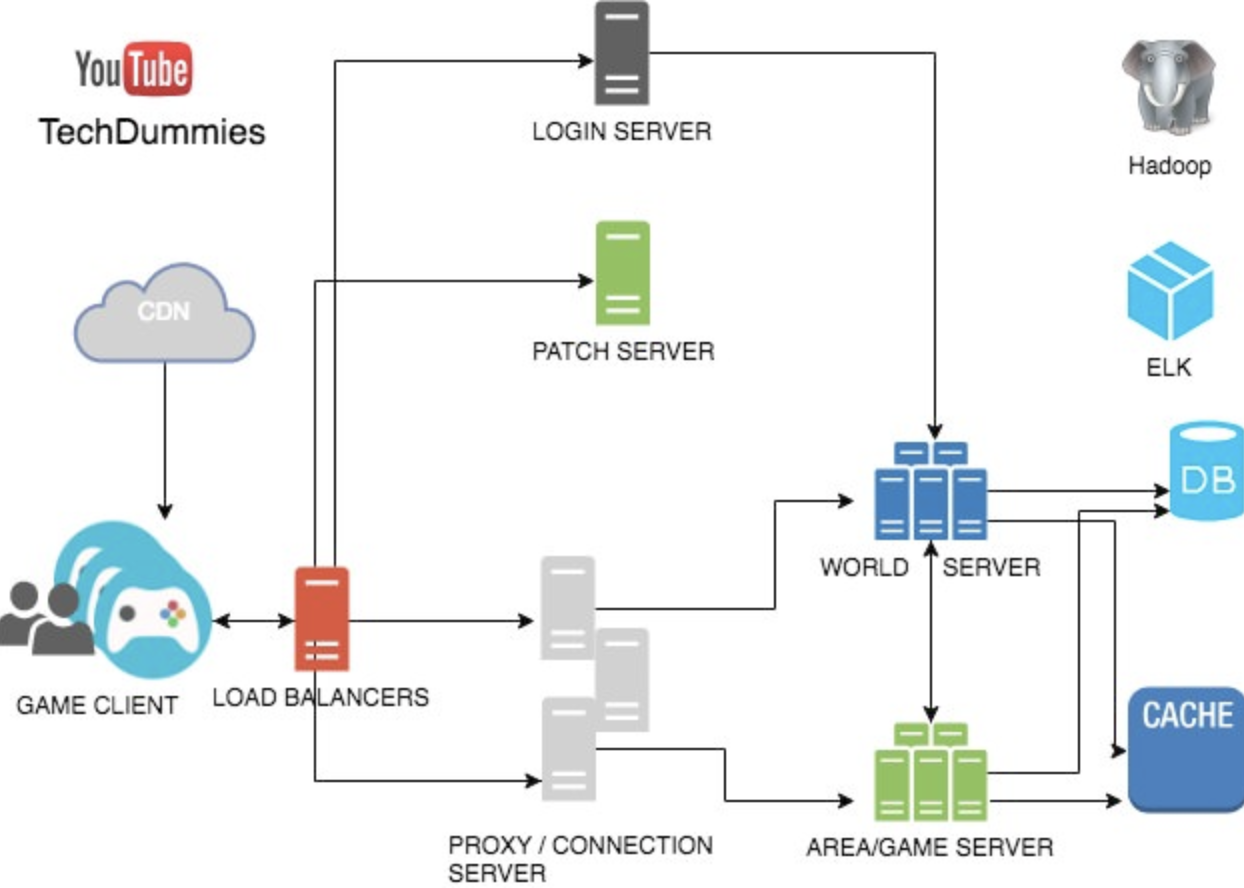 YouTube
TechDummies
LOGIN SERVER
Hadoop
CDN
PATCH SERVER
ELK
DB
WORLD SERVER
GAME CLIENT
LOAD BALANCERS
CACHE
PROXY / CONNECTION
SERVER
AREA/GAME SERVER